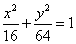 x²/16 + y²/64 = 1